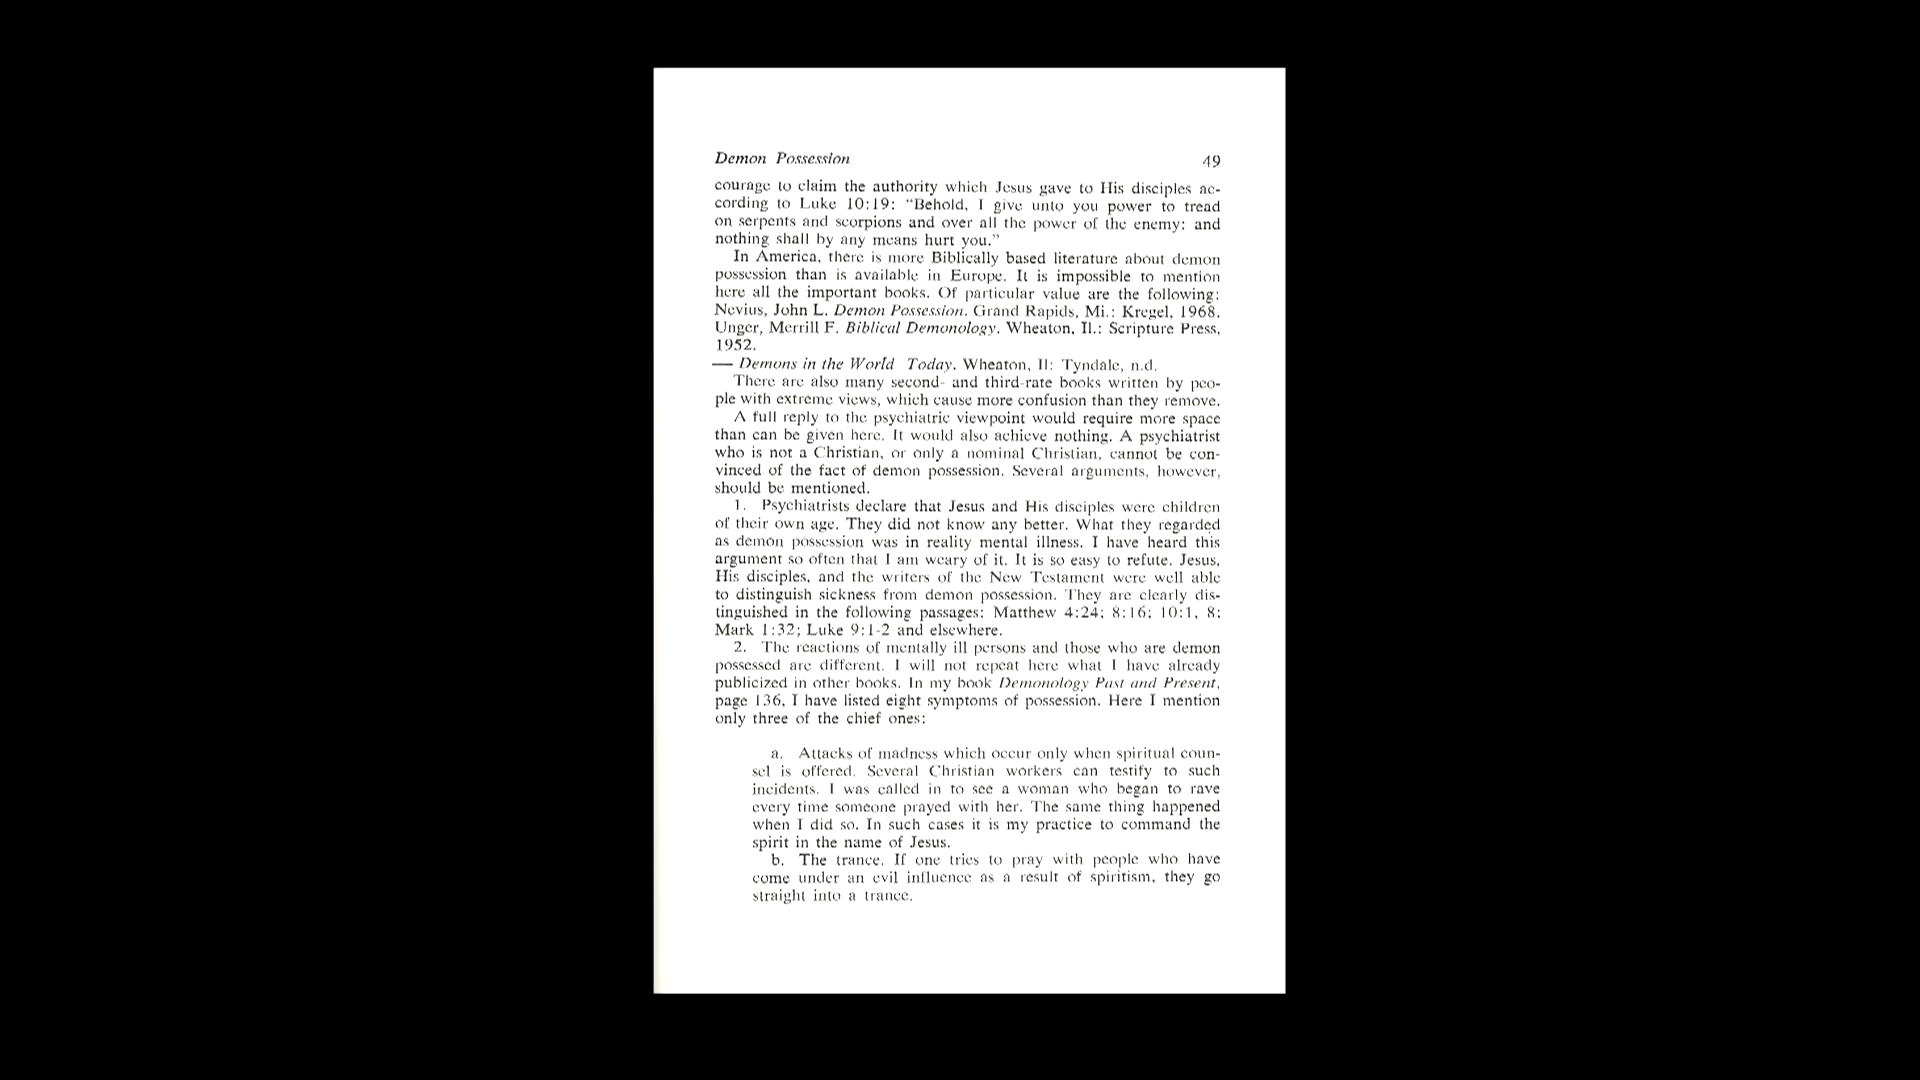 Demon Possession 49
courage to claim the authority which Jesus gave to His disciples ac-
cording to Luke 10:19: “Behold, I give unto you power to tread
on serpents and scorpions and over all the power of the enemy: and
nothing shall by any means hurt you.”
In America, there is more Biblically based literature about demon
possession than is available in Europe. It is impossible to mention
here all the important books. Of particular value are the following:
Nevius, John L. Demon Possession. Grand Rapids, Mi.: Kregel, 1968.
Unger, Merrill F. Biblical Demonology. Wheaton, Il.: Scripture Press,
1952.
— Demons in the World Today. Wheaton, Il: Tyndale, n.d.
There are also many second- and third-rate books written by peo-
ple with extreme views, which cause more confusion than they remove.
A full reply to the psychiatric viewpoint would require more space
than can be given here. It would also achieve nothing. A psychiatrist
who is not a Christian, or only a nominal Christian, cannot be con-
vinced of the fact of demon possession. Several arguments, however,
should be mentioned.
1. Psychiatrists declare that Jesus and His disciples were children
of their own age. They did not know any better. What they regarded
as demon possession was in reality mental illness. I have heard this
argument so often that I am weary of it. It is so easy to refute. Jesus,
His disciples, and the writers of the New Testament were well able
to distinguish sickness from demon possession. They are clearly dis-
tinguished in the following passages: Matthew 4:24; 8:16; 10:1, 8;
Mark 1:32; Luke 9:1-2 and elsewhere.
2. The reactions of mentally ill persons and those who are demon
possessed are different. I will not repeat here what I have already
publicized in other books. In my book Demonology Past and Present,
page 136, I have listed eight symptoms of possession. Here I mention
only three of the chief ones:
a. Attacks of madness which occur only when spiritual coun-
sel is offered. Several Christian workers can testify to such
incidents. I was called in to see a woman who began to rave
every time someone prayed with her. The same thing happened
when I did so. In such cases it is my practice to command the
spirit in the name of Jesus.
b. The trance. If one tries to pray with people who have
come under an evil influence as a result of spiritism, they go
straight into a trance.